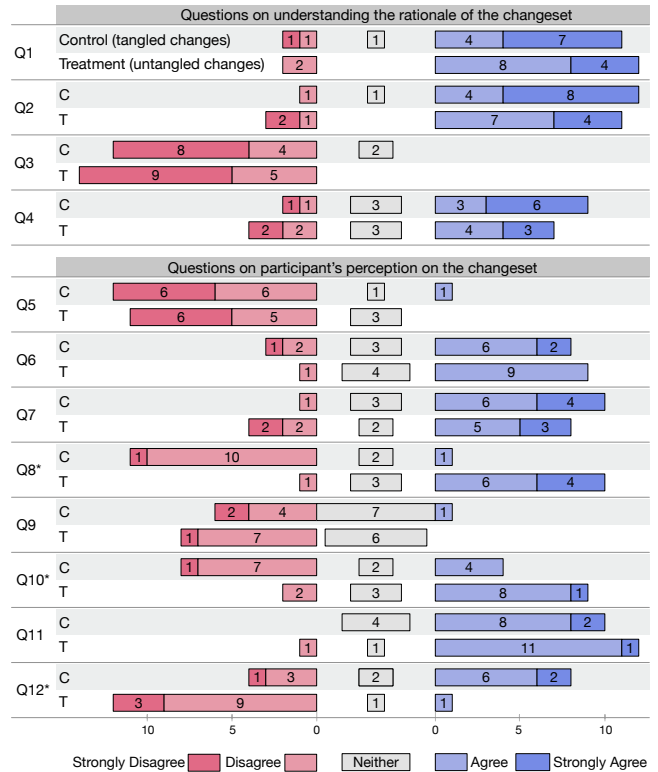 Questions on understanding the rationale of the changeset
Q1
Control (tangled changes) 1 1 1 4 7
Treatment (untangled changes) 2 8 4
Q2
C 1 1 4 8
T 2 1 7 4
Q3
C 8 4 2
T 9 5
Q4
C 1 1 3 3 6
T 2 2 3 4 3
Questions on participant's perception on the changeset
Q5
C 6 6 1 1
T 6 5 3
Q6
C 1 2 3 6 2
T 1 4 9
Q7
C 1 3 6 4
T 2 2 2 5 3
Q8*
C 1 10 2 1
T 1 3 6 4
Q9
C 2 4 7 1
T 1 7 6
Q10*
C 1 7 2 4
T 2 3 8 1
Q11
C 4 8 2
T 1 1 11 1
Q12*
C 1 3 2 6 2
T 3 9 1 1
10 5 0 0 5 10
Strongly Disagree Disagree Neither Agree Strongly Agree